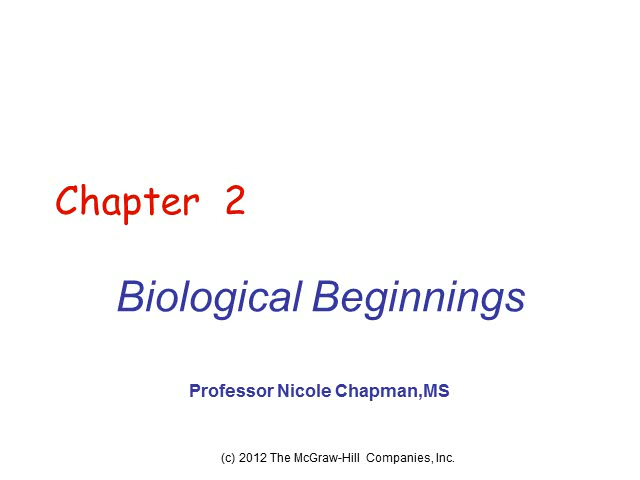 Chapter 2
Biological Beginnings
Professor Nicole Chapman,MS
(c) 2012 The McGraw-Hill Companies, Inc.